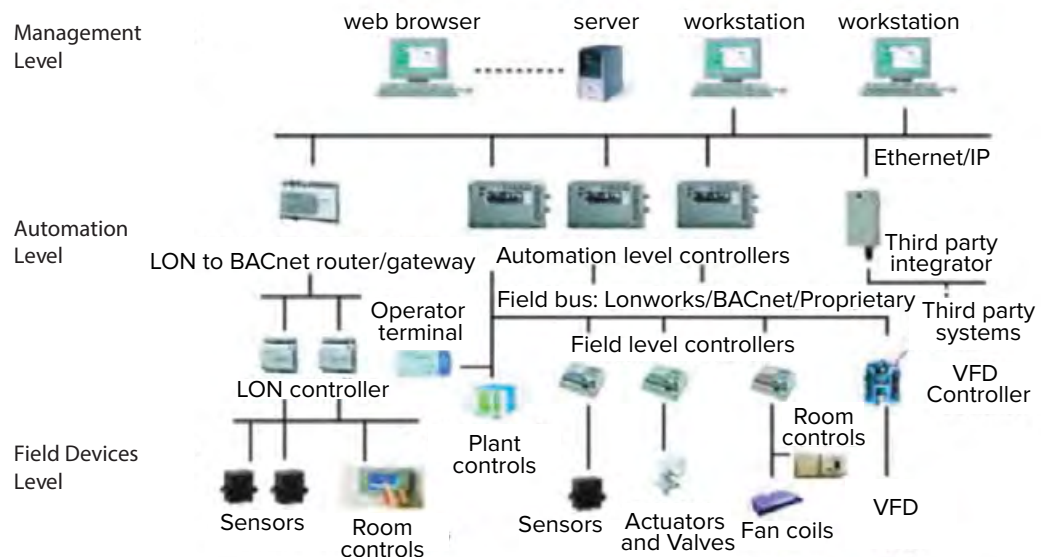 Management
Level
web browser
server
workstation
workstation
Ethernet/IP
Automation
Level
LON to BACnet router/gateway
Automation level controllers
Third party
integrator
Operator
terminal
Field bus: Lonworks/BACnet/Proprietary
Third party
systems
Field level controllers
LON controller
VFD
Controller
Field Devices
Level
Plant
controls
Room
controls
Sensors
Room
controls
Sensors
Actuators
and Valves
Fan coils
VFD